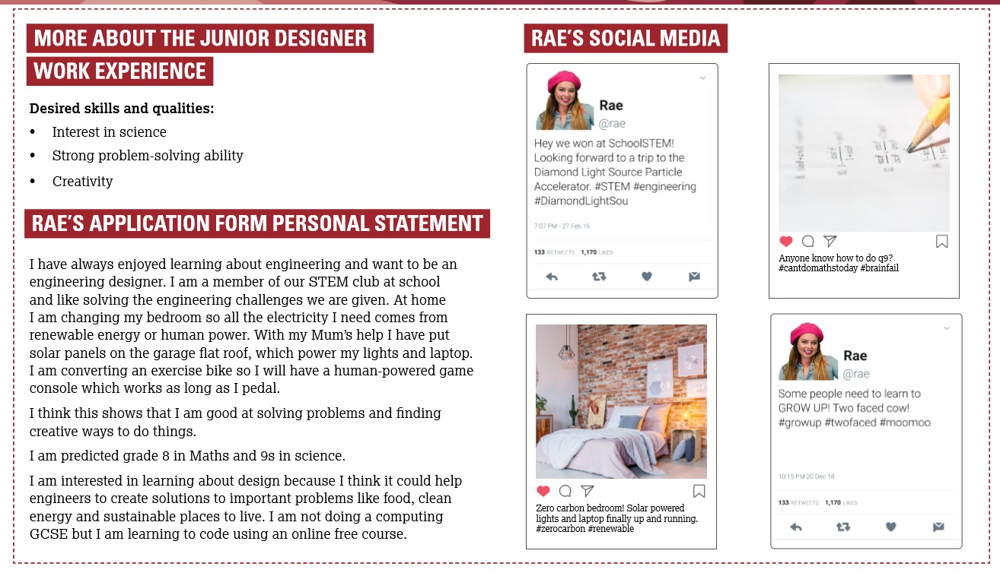 MORE ABOUT THE JUNIOR DESIGNER
WORK EXPERIENCE
Desired skills and qualities:
• Interest in science
• Strong problem-solving ability
• Creativity
RAE'S APPLICATION FORM PERSONAL STATEMENT
I have always enjoyed learning about engineering and want to be an
engineering designer. I am a member of our STEM club at school
and like solving the engineering challenges we are given. At home
I am changing my bedroom so all the electricity I need comes from
renewable energy or human power. With my Mum's help I have put
solar panels on the garage flat roof, which power my lights and laptop.
I am converting an exercise bike so I will have a human-powered game
console which works as long as I pedal.
I think this shows that I am good at solving problems and finding
creative ways to do things.
I am predicted grade 8 in Maths and 9s in science.
I am interested in learning about design because I think it could help
engineers to create solutions to important problems like food, clean
energy and sustainable places to live. I am not doing a computing
GCSE but I am learning to code using an online free course.
RAE'S SOCIAL MEDIA
Rae
@rae
Hey we won at SchoolSTEM!
Looking forward to a trip to the
Diamond Light Source Particle
Accelerator. #STEM #engineering
#DiamondLightSou
7:07 PM - 27 Feb 19
133 RETWEETS 1,170 LIKES
Anyone know how to do q9?
#cantdomathstoday #brainfail
Zero carbon bedroom! Solar powered
lights and laptop finally up and running.
#zerocarbon #renewable
Rae
@rae
Some people need to learn to
GROW UP! Two faced cow!
#growup #twofaced #moomoo
10:15 PM 20 Dec 18
133 RETWEETS 1,170 LIKES